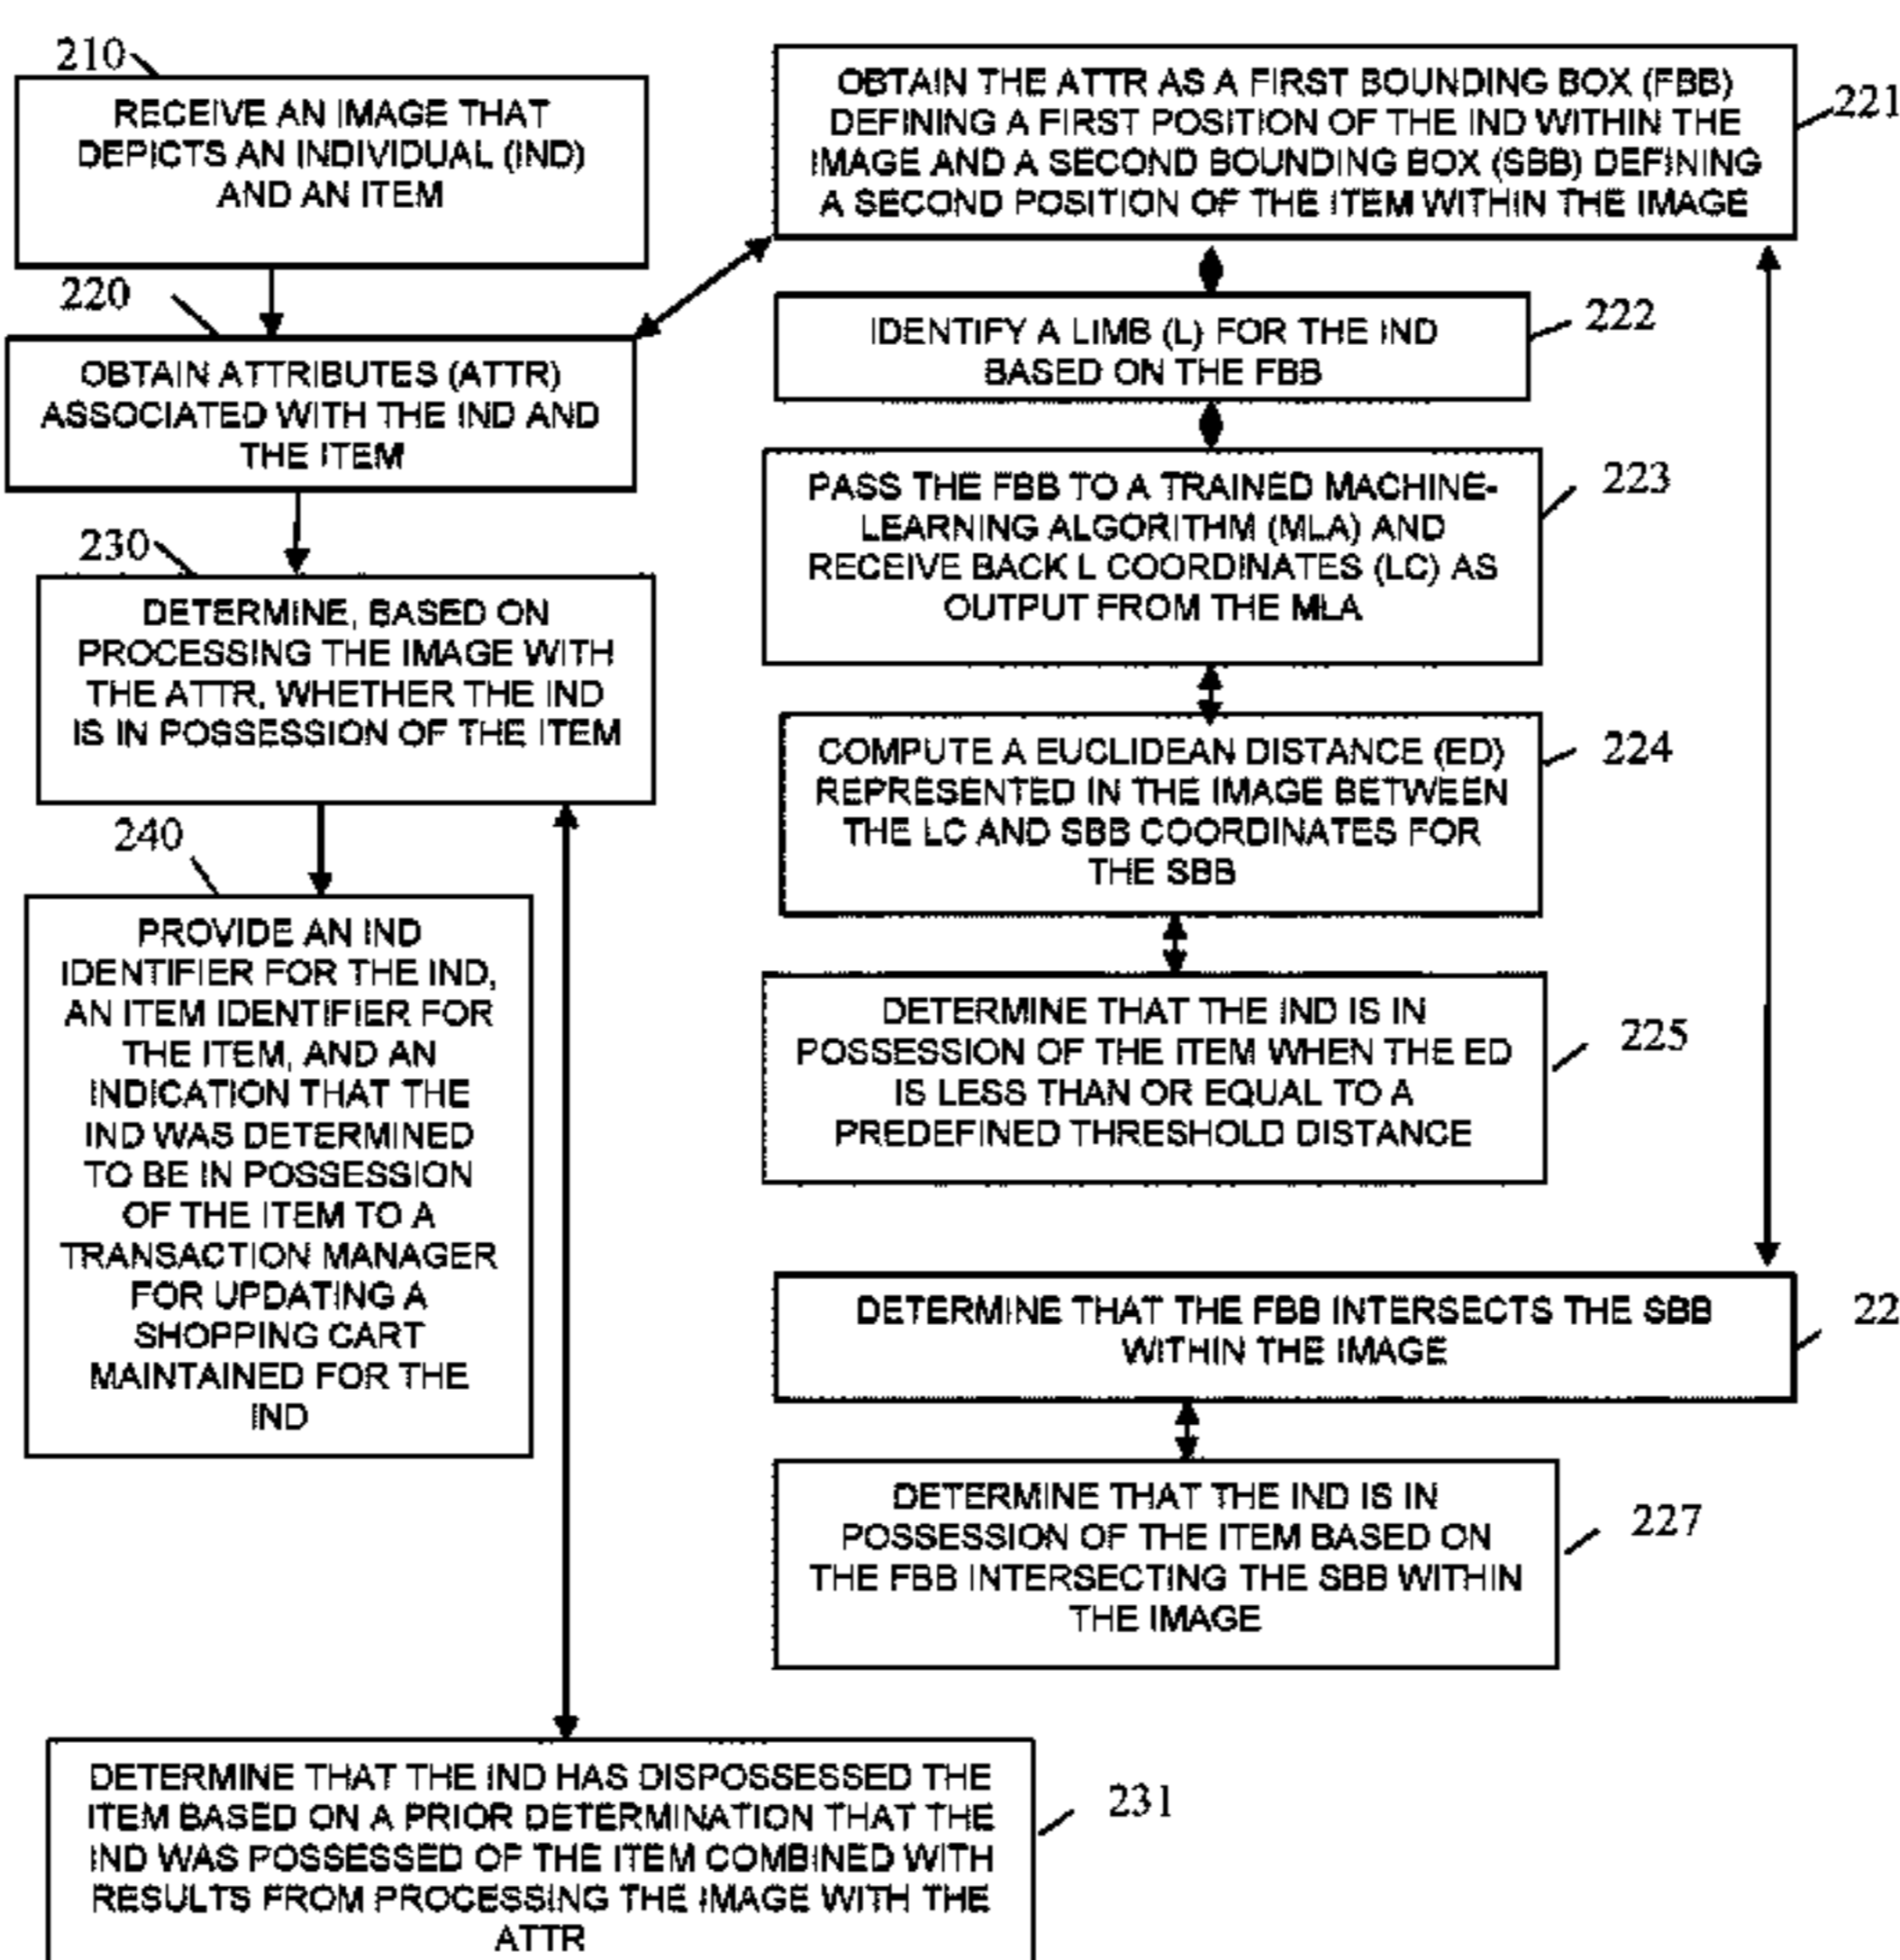 210
RECEIVE AN IMAGE THAT
DEPICTS AN INDIVIDUAL (IND)
AND AN ITEM
220
OBTAIN ATTRIBUTES (ATTR)
ASSOCIATED WITH THE IND AND
THE ITEM
230
DETERMINE, BASED ON
PROCESSING THE IMAGE WITH
THE ATTR, WHETHER THE IND
IS IN POSSESSION OF THE ITEM
240
PROVIDE AN IND
IDENTIFIER FOR THE IND,
AN ITEM IDENTIFIER FOR
THE ITEM, AND AN
INDICATION THAT THE
IND WAS DETERMINED
TO BE IN POSSESSION
OF THE ITEM TO A
TRANSACTION MANAGER
FOR UPDATING A
SHOPPING CART
MAINTAINED FOR THE
IND
OBTAIN THE ATTR AS A FIRST BOUNDING BOX (FBB)
DEFINING A FIRST POSITION OF THE IND WITHIN THE
IMAGE AND A SECOND BOUNDING BOX (SBB) DEFINING
A SECOND POSITION OF THE ITEM WITHIN THE IMAGE
221
IDENTIFY A LIMB (L) FOR THE IND
BASED ON THE FBB
222
PASS THE FBB TO A TRAINED MACHINE-
LEARNING ALGORITHM (MLA) AND
RECEIVE BACK L COORDINATES (LC) AS
OUTPUT FROM THE MLA
223
COMPUTE A EUCLIDEAN DISTANCE (ED)
REPRESENTED IN THE IMAGE BETWEEN
THE LC AND SBB COORDINATES FOR
THE SBB
224
DETERMINE THAT THE IND IS IN
POSSESSION OF THE ITEM WHEN THE ED
IS LESS THAN OR EQUAL TO A
PREDEFINED THRESHOLD DISTANCE
225
DETERMINE THAT THE FBB INTERSECTS THE SBB
WITHIN THE IMAGE
22
DETERMINE THAT THE IND IS IN
POSSESSION OF THE ITEM BASED ON
THE FBB INTERSECTING THE SBB WITHIN
THE IMAGE
227
DETERMINE THAT THE IND HAS DISPOSSESSED THE
ITEM BASED ON A PRIOR DETERMINATION THAT THE
IND WAS POSSESSED OF THE ITEM COMBINED WITH
RESULTS FROM PROCESSING THE IMAGE WITH THE
ATTR
231